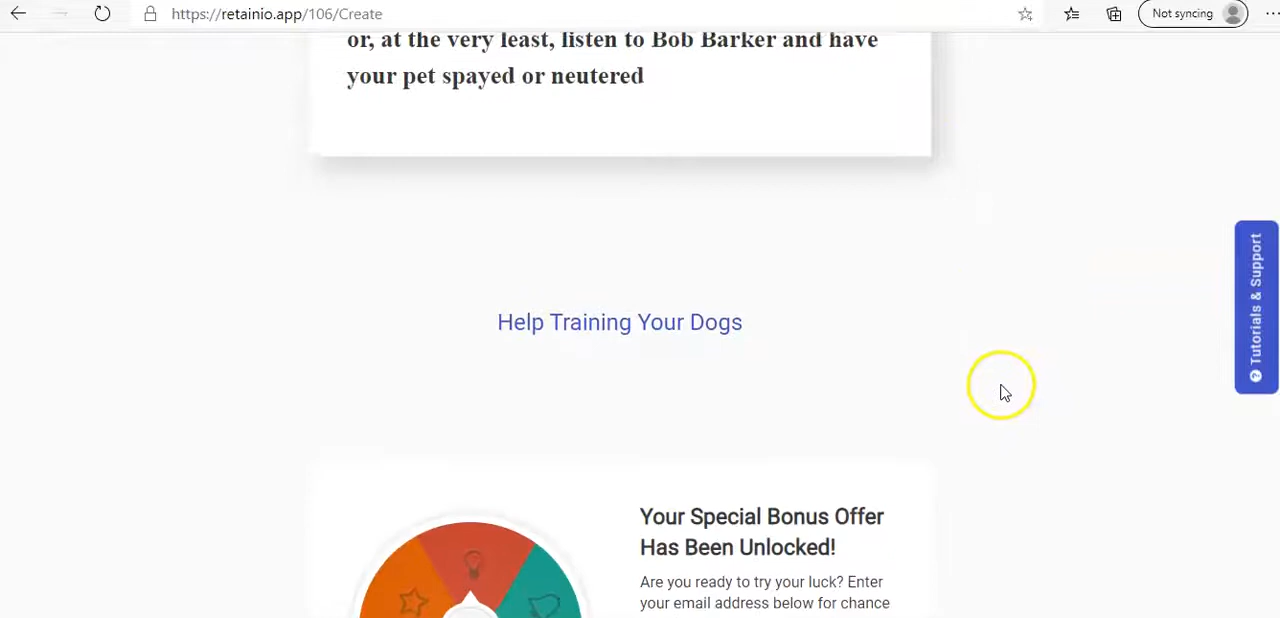 https://retainio.app/106/Create
Not syncing
or, at the very least, listen to Bob Barker and have
your pet spayed or neutered
Tutorials & Support
Help Training Your Dogs
Your Special Bonus Offer
Has Been Unlocked!
Are you ready to try your luck? Enter
your email address below for chance